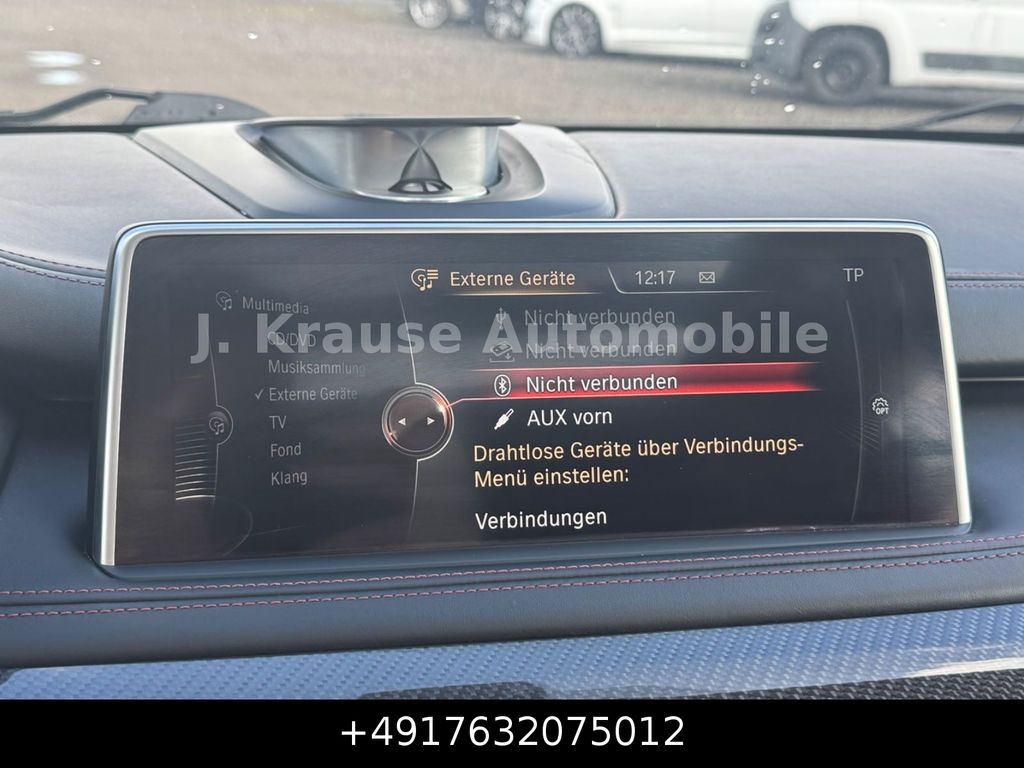 Externe Geräte 12:17 TP
Multimedia
CD/DVD
Musiksammlung
✓ Externe Geräte
TV
Fond
Klang
Nicht verbunden
Nicht verbunden
Nicht verbunden
AUX vorn
Drahtlose Geräte über Verbindungs-
Menü einstellen:
Verbindungen
OPT
J. Krause Automobile
+4917632075012